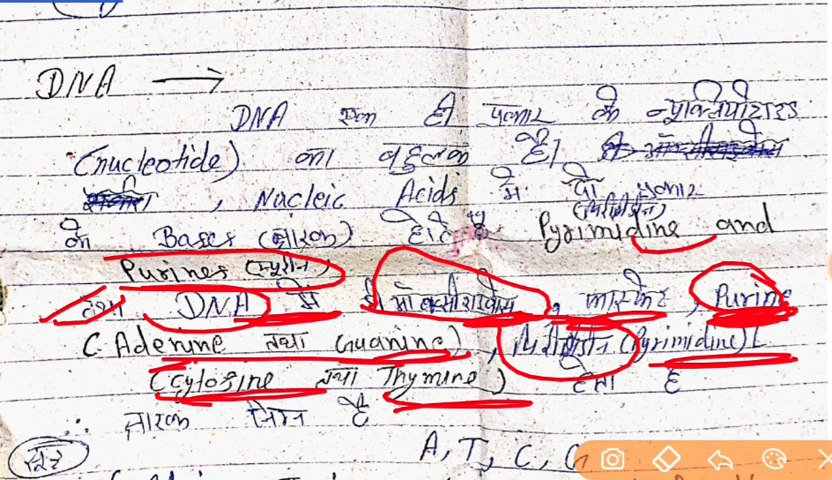 DNA →
DNA एक ही प्रकार के न्यूक्लियोटाइड
(nucleotide) का बहुलक है।
, Nucleic Acids में दो प्रकार
(पिरीमिडीन)
के Bases (क्षारक) होते हैं Pyrimidine and
Purines (प्यूरीन)
तथा DNA में डीऑक्सीराइबोस , फास्फेट , Purine
( Adenine तथा Guanine) , पिरीमिडीन (Pyrimidine)
(Cytosine तथा Thymine) होता है
∴ क्षारक निम्न है
A, T, C, G